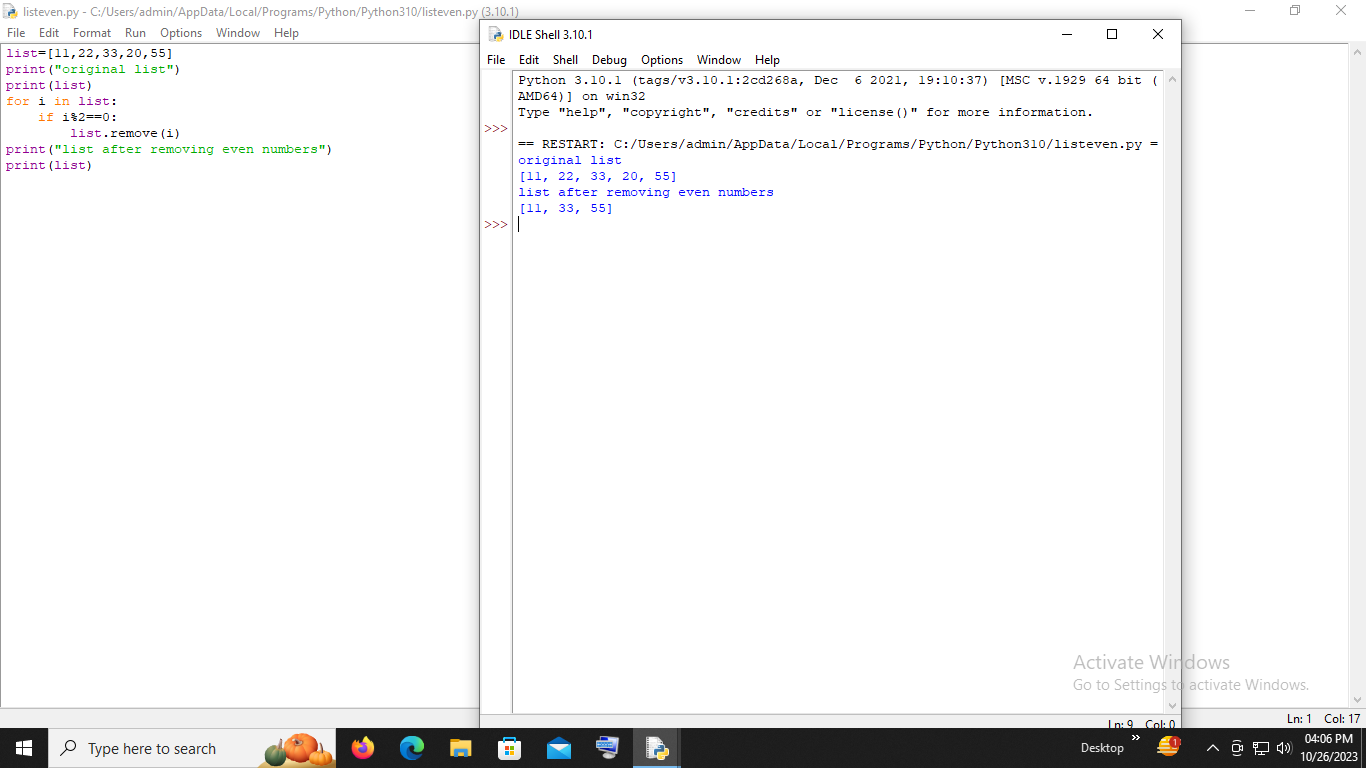 listeven.py - C:/Users/admin/AppData/Local/Programs/Python/Python310/listeven.py (3.10.1)
File Edit Format Run Options Window Help
list=[11,22,33,20,55]
print("original list")
print(list)
for i in list:
    if i%2==0:
        list.remove(i)
print("list after removing even numbers")
print(list)
IDLE Shell 3.10.1
File Edit Shell Debug Options Window Help
Python 3.10.1 (tags/v3.10.1:2cd268a, Dec  6 2021, 19:10:37) [MSC v.1929 64 bit (
AMD64)] on win32
Type "help", "copyright", "credits" or "license()" for more information.
>>>
== RESTART: C:/Users/admin/AppData/Local/Programs/Python/Python310/listeven.py =
original list
[11, 22, 33, 20, 55]
list after removing even numbers
[11, 33, 55]
>>>
Activate Windows
Go to Settings to activate Windows.
Ln: 9 Col: 0
Ln: 1 Col: 17
Type here to search
Desktop
»
1
04:06 PM
10/26/2023